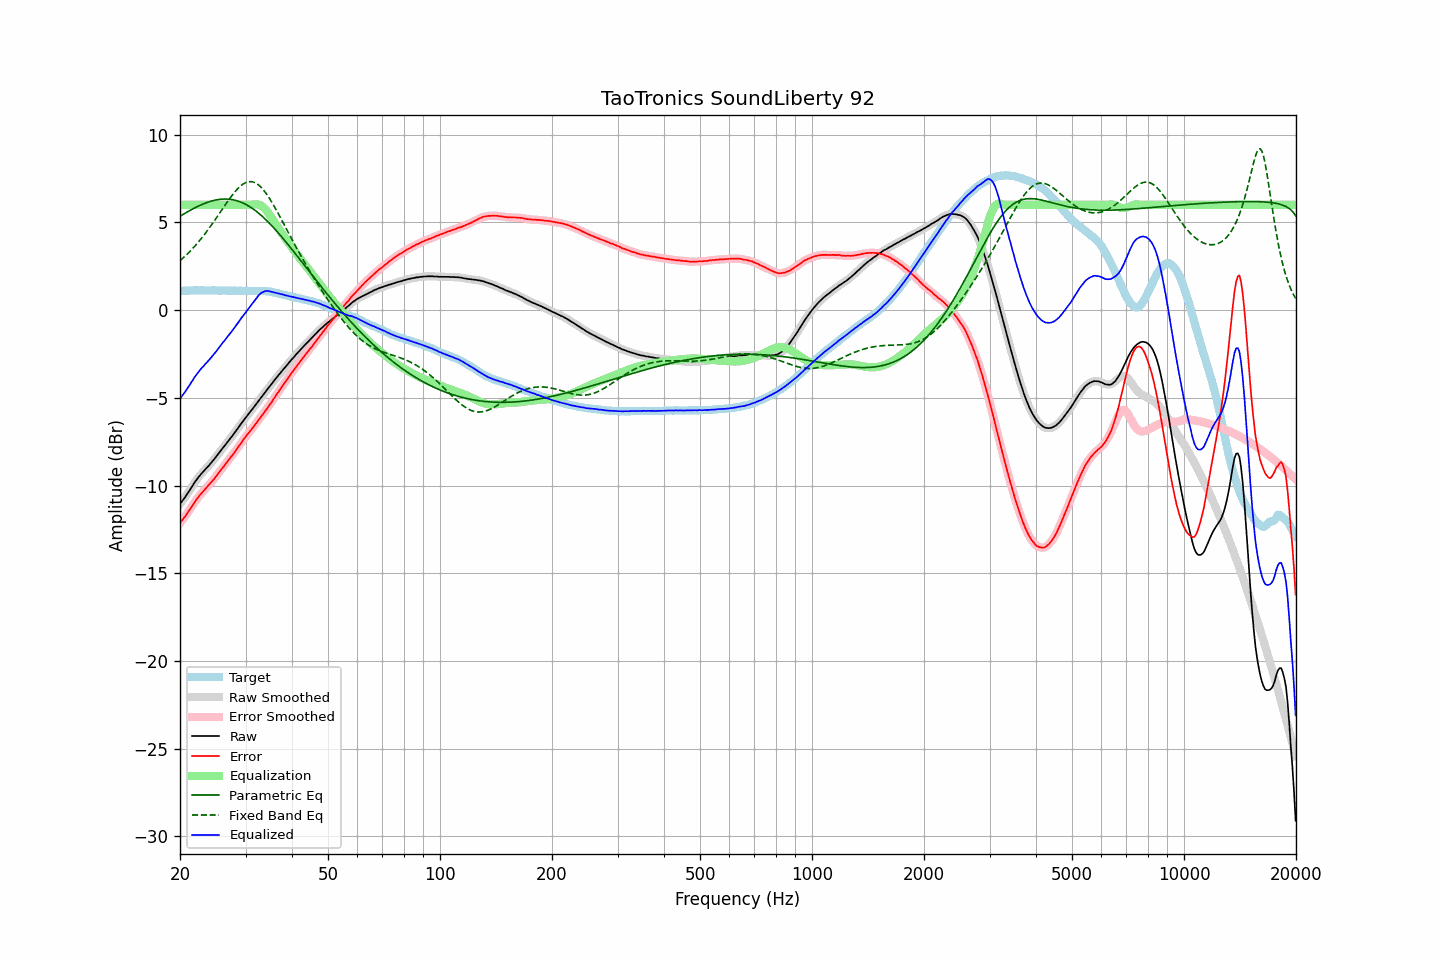 TaoTronics SoundLiberty 92
Amplitude (dBr)
10
5
0
−5
−10
−15
−20
−25
−30
Target
Raw Smoothed
Error Smoothed
Raw
Error
Equalization
Parametric Eq
Fixed Band Eq
Equalized
20 50 100 200 500 1000 2000 5000 10000 20000
Frequency (Hz)